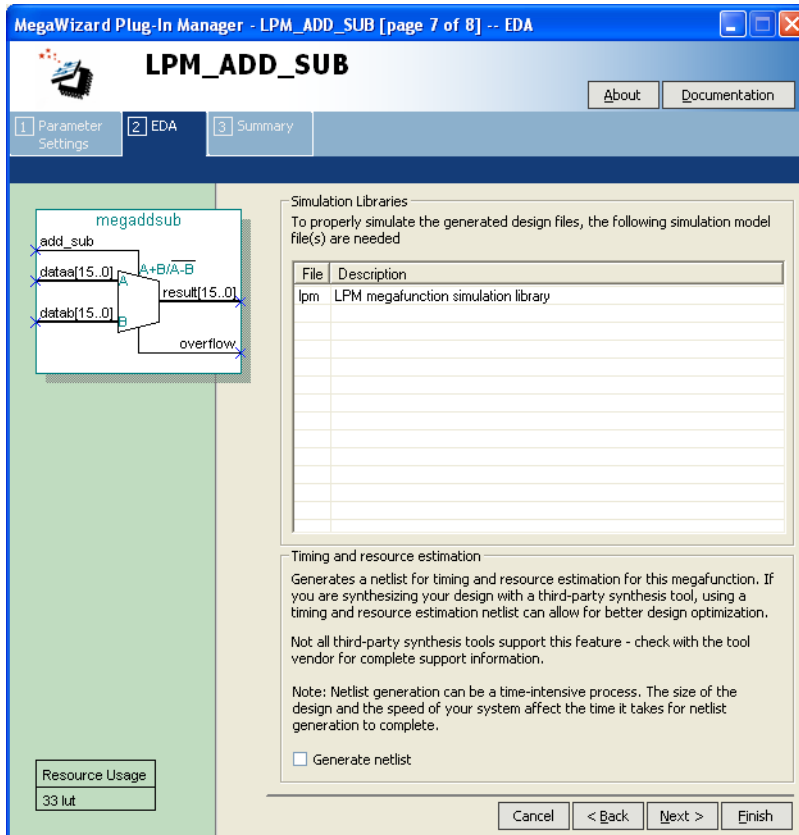 MegaWizard Plug-In Manager - LPM_ADD_SUB [page 7 of 8] -- EDA
LPM_ADD_SUB
About
Documentation
1 Parameter Settings
2 EDA
3 Summary
megaddsub
add_sub
A+B/A-B
dataa[15..0]
A
result[15..0]
datab[15..0]
B
overflow
Resource Usage
33 lut
Simulation Libraries
To properly simulate the generated design files, the following simulation model
file(s) are needed
File Description
lpm LPM megafunction simulation library
Timing and resource estimation
Generates a netlist for timing and resource estimation for this megafunction. If
you are synthesizing your design with a third-party synthesis tool, using a
timing and resource estimation netlist can allow for better design optimization.
Not all third-party synthesis tools support this feature - check with the tool
vendor for complete support information.
Note: Netlist generation can be a time-intensive process. The size of the
design and the speed of your system affect the time it takes for netlist
generation to complete.
Generate netlist
Cancel
< Back
Next >
Finish